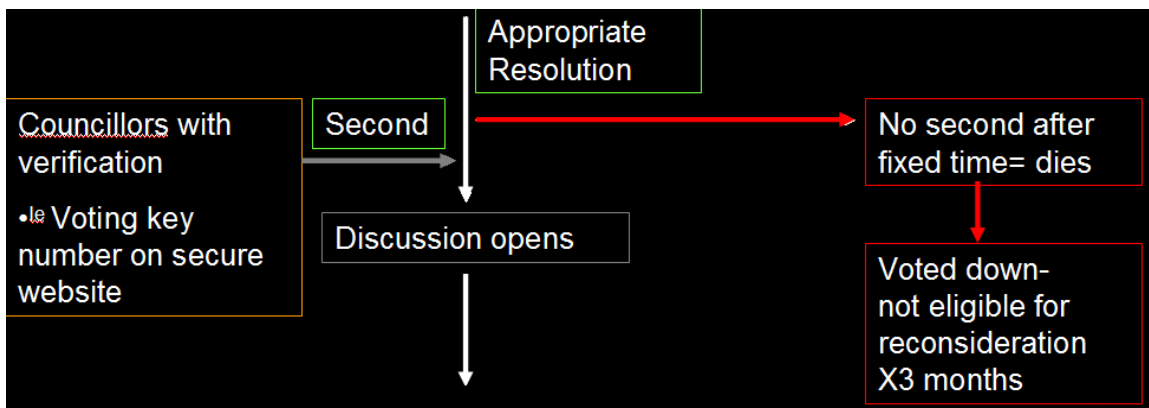 Appropriate
Resolution
Councillors with
verification
•Ie Voting key
number on secure
website
Second
No second after
fixed time= dies
Discussion opens
Voted down-
not eligible for
reconsideration
X3 months